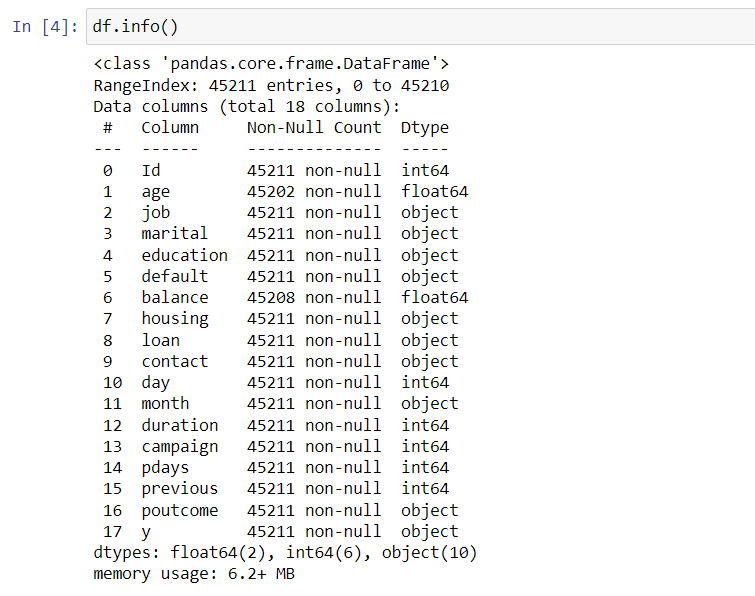 In [4]: df.info()
<class 'pandas.core.frame.DataFrame'>
RangeIndex: 45211 entries, 0 to 45210
Data columns (total 18 columns):
 #   Column     Non-Null Count  Dtype
---  ------     --------------  -----
 0   Id         45211 non-null  int64
 1   age        45202 non-null  float64
 2   job        45211 non-null  object
 3   marital    45211 non-null  object
 4   education  45211 non-null  object
 5   default    45211 non-null  object
 6   balance    45208 non-null  float64
 7   housing    45211 non-null  object
 8   loan       45211 non-null  object
 9   contact    45211 non-null  object
 10  day        45211 non-null  int64
 11  month      45211 non-null  object
 12  duration   45211 non-null  int64
 13  campaign   45211 non-null  int64
 14  pdays      45211 non-null  int64
 15  previous   45211 non-null  int64
 16  poutcome   45211 non-null  object
 17  y          45211 non-null  object
dtypes: float64(2), int64(6), object(10)
memory usage: 6.2+ MB